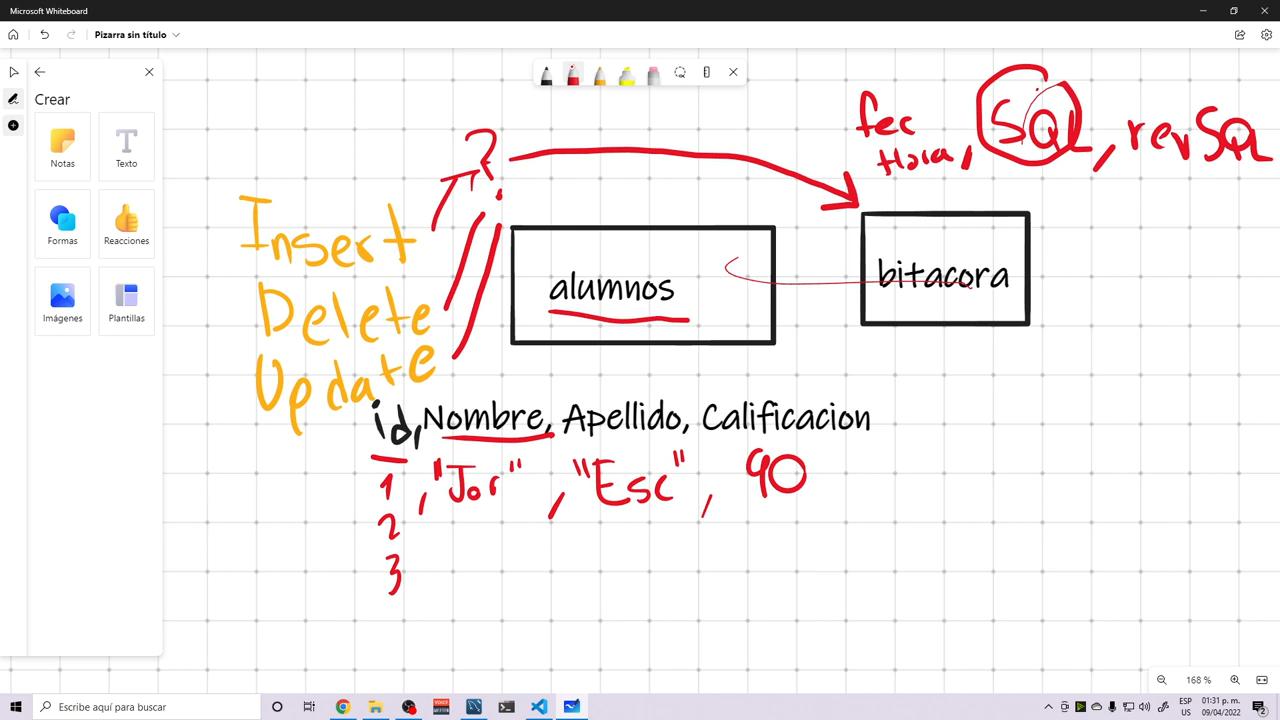 Microsoft Whiteboard
Pizarra sin título
Crear
Notas
Texto
Formas
Reacciones
Imágenes
Plantillas
fec
Hora, SQL, revSQL
?
Insert
Delete
Update
alumnos
bitacora
id, Nombre, Apellido, Calificacion
1, "Jor", "Esc", 90
2
3
168 %
Escribe aquí para buscar
ESP
US
01:31 p. m.
09/04/2022
2